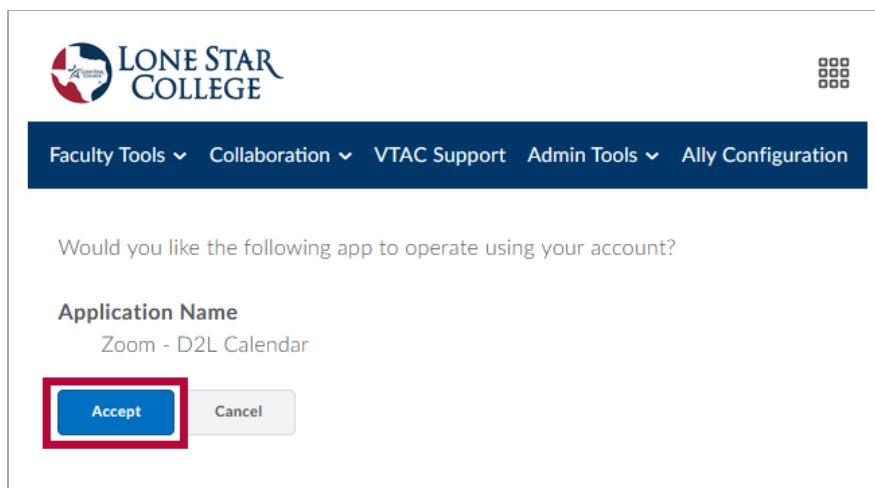 LONE STAR
COLLEGE
Faculty Tools Collaboration VTAC Support Admin Tools Ally Configuration
Would you like the following app to operate using your account?
Application Name
Zoom - D2L Calendar
Accept Cancel